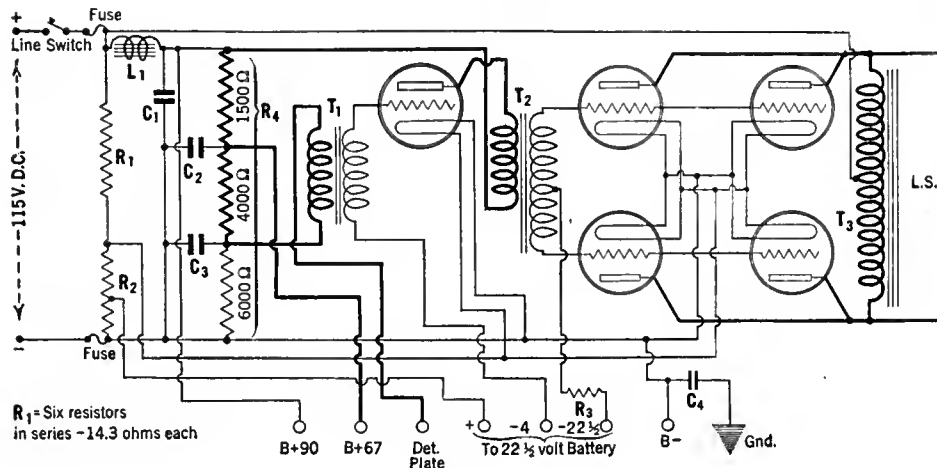 +
Fuse
Line Switch
L1
115 V. D.C.
C1
R1
C2
C3
R2
1500 Ω
4000 Ω
6000 Ω
R4
T1
T2
T3
L.S.
-
Fuse
R3
C4
R1= Six resistors
in series -14.3 ohms each
B+90
B+67
Det.
Plate
+
-4
-22 ½
To 22 ½ volt Battery
B-
Gnd.